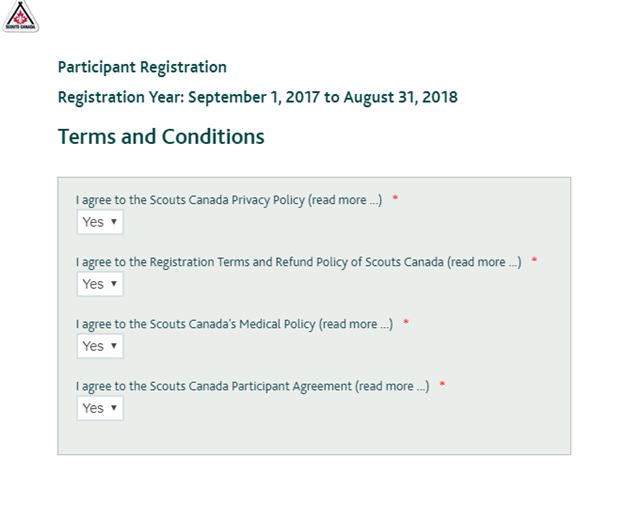 SCOUTS CANADA
Participant Registration
Registration Year: September 1, 2017 to August 31, 2018
Terms and Conditions
I agree to the Scouts Canada Privacy Policy (read more ...) *
Yes
I agree to the Registration Terms and Refund Policy of Scouts Canada (read more ...) *
Yes
I agree to the Scouts Canada's Medical Policy (read more ...) *
Yes
I agree to the Scouts Canada Participant Agreement (read more ...) *
Yes